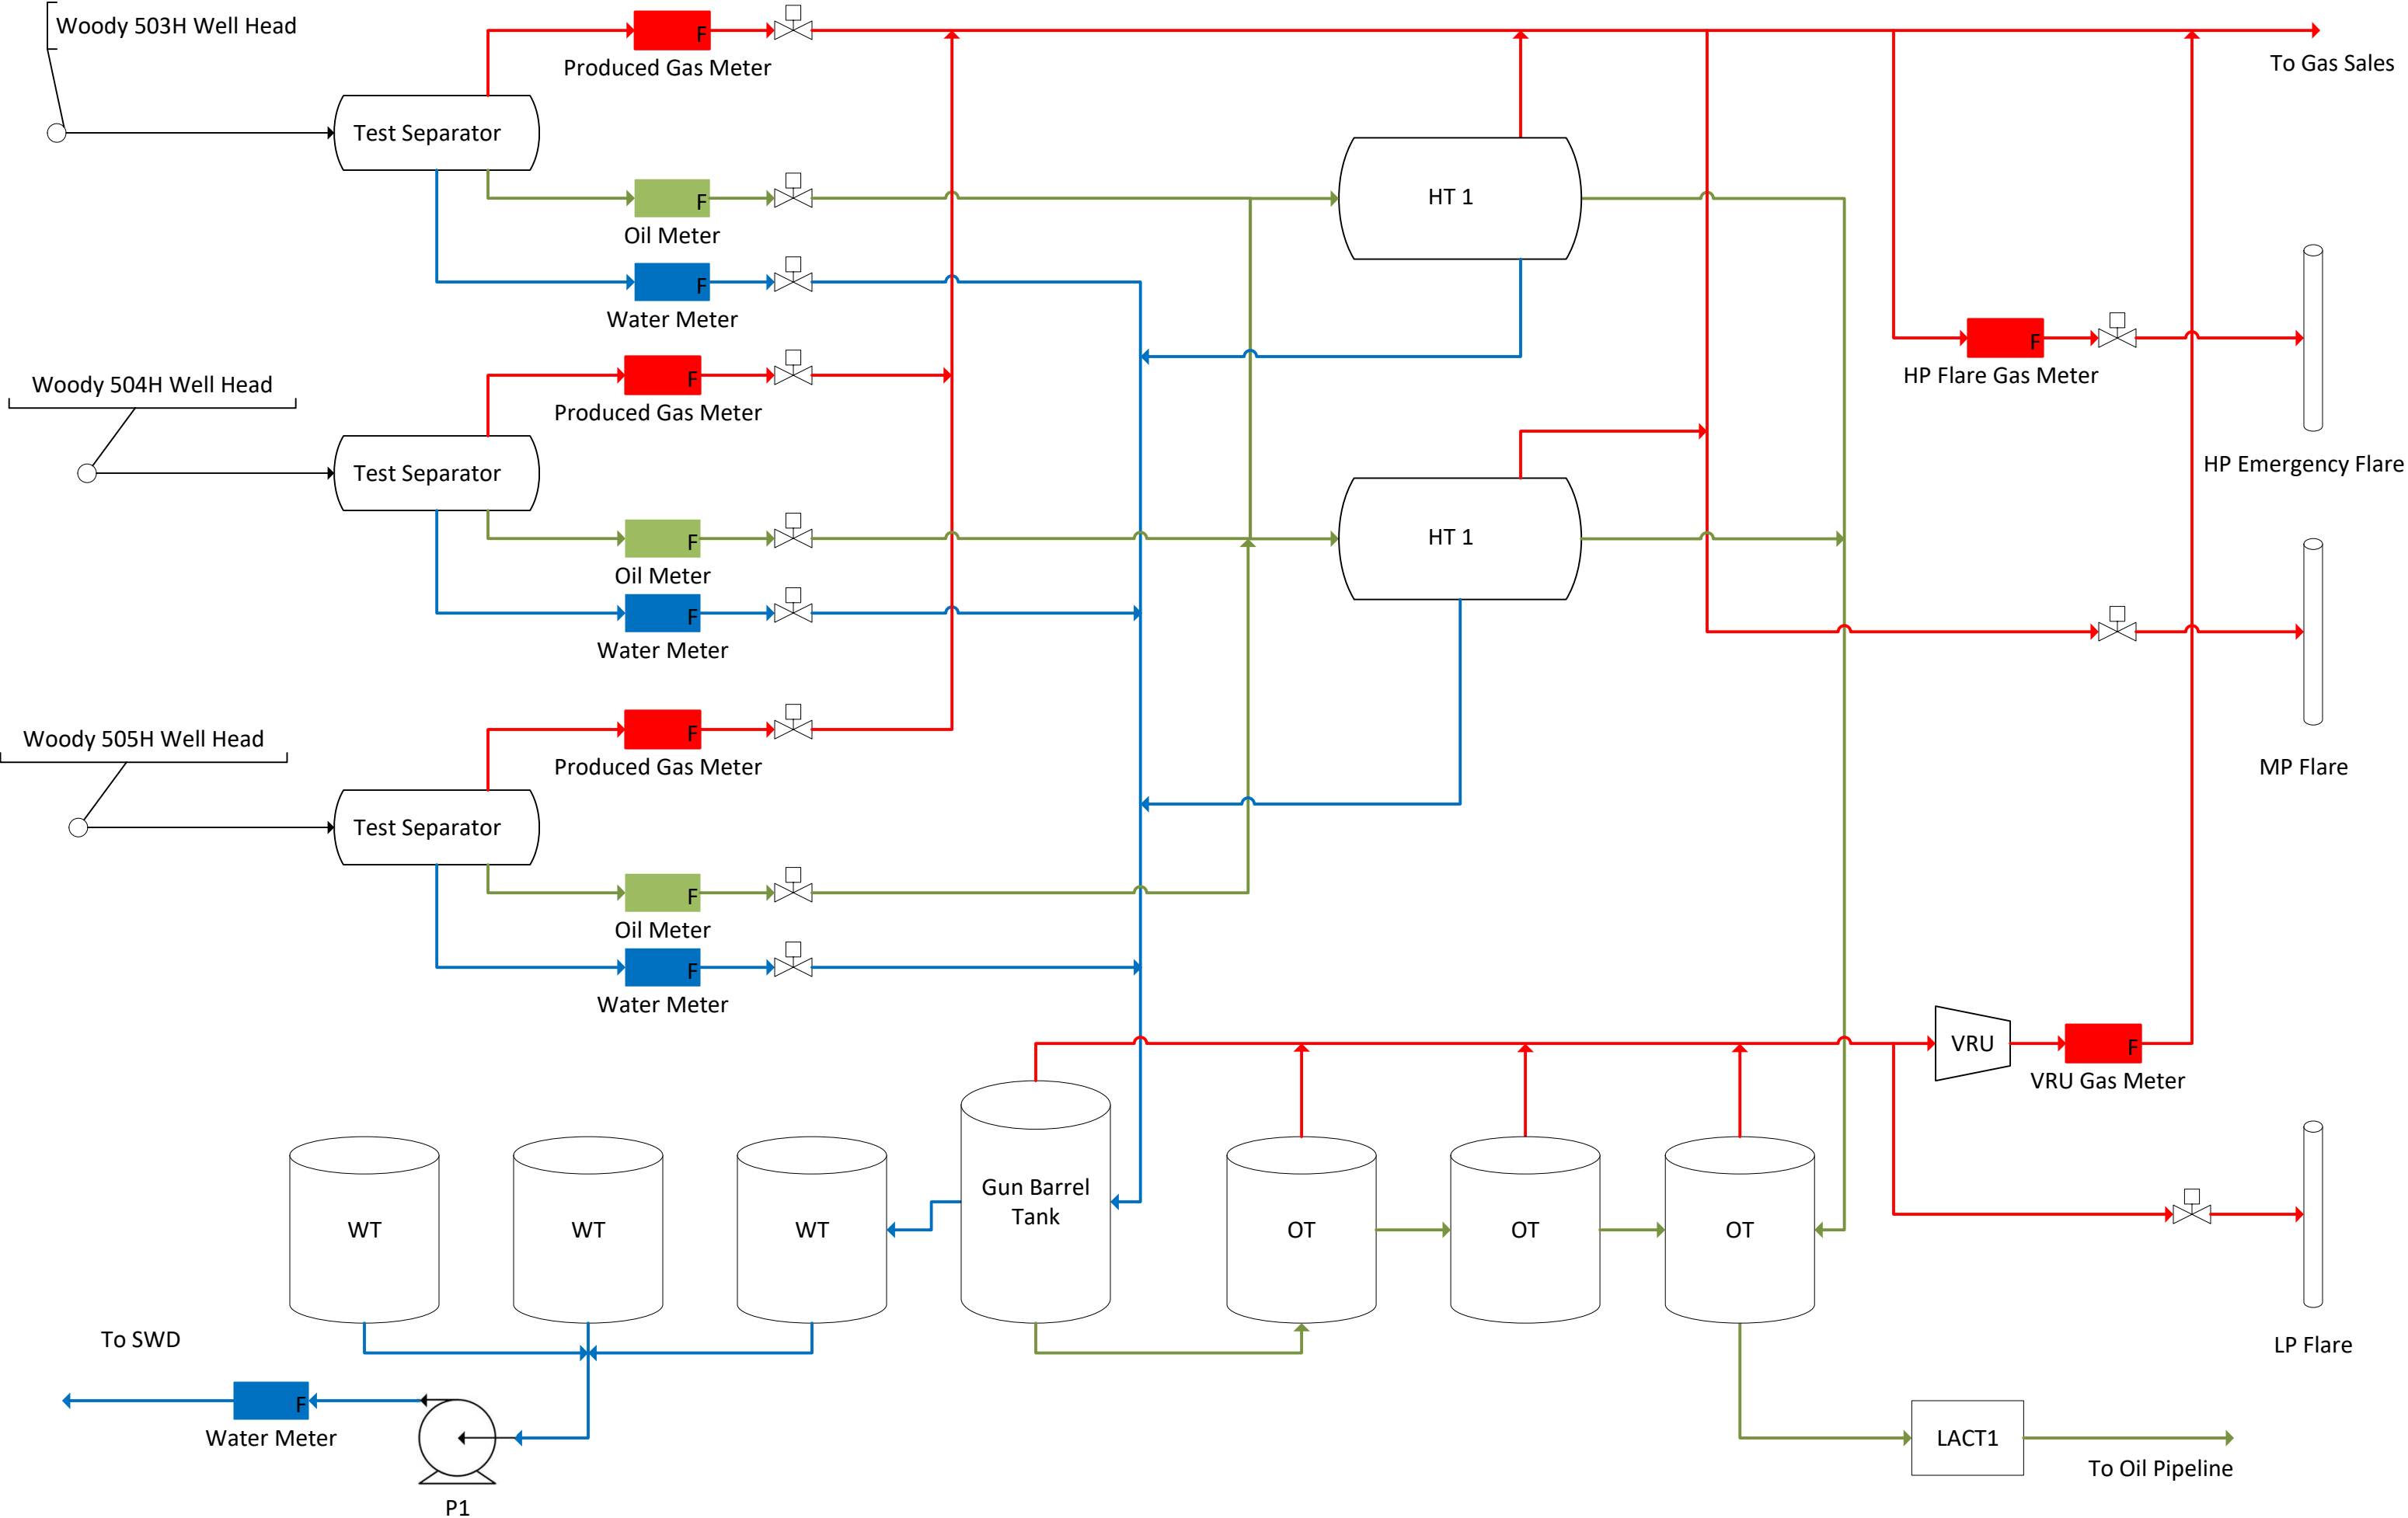 Woody 503H Well Head
F
Produced Gas Meter
To Gas Sales
Test Separator
F
Oil Meter
HT 1
F
Water Meter
F
HP Flare Gas Meter
HP Emergency Flare
Woody 504H Well Head
F
Produced Gas Meter
Test Separator
F
Oil Meter
HT 1
F
Water Meter
MP Flare
Woody 505H Well Head
F
Produced Gas Meter
Test Separator
F
Oil Meter
F
Water Meter
VRU
F
VRU Gas Meter
WT
WT
WT
Gun Barrel
Tank
OT
OT
OT
LP Flare
To SWD
F
Water Meter
P1
LACT1
To Oil Pipeline